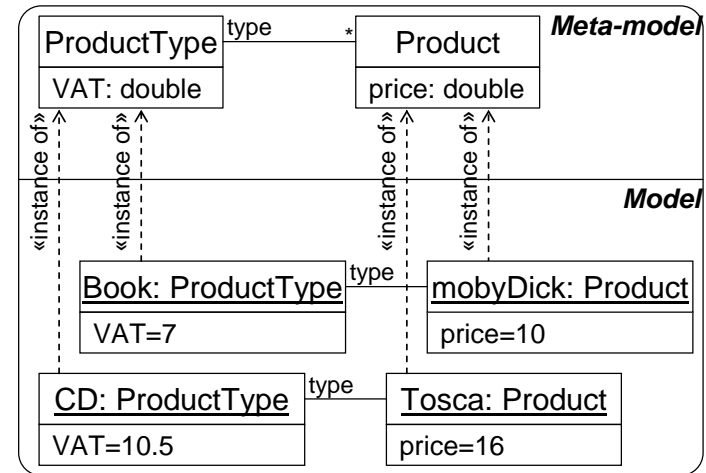 ProductType
type
*
Product
Meta-model
VAT: double
price: double
«instance of»
«instance of»
«instance of»
«instance of»
Model
Book: ProductType
type
mobyDick: Product
VAT=7
price=10
CD: ProductType
type
Tosca: Product
VAT=10.5
price=16